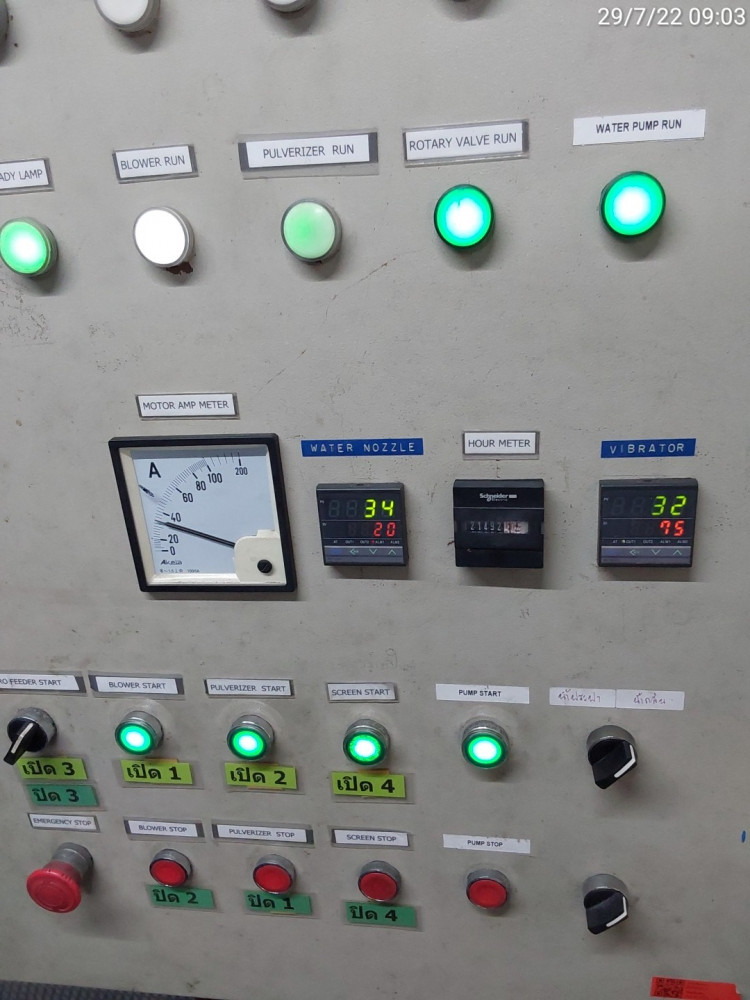 29/7/22 09:03
WATER PUMP RUN
ROTARY VALVE RUN
PULVERIZER RUN
BLOWER RUN
ADY LAMP
MOTOR AMP METER
WATER NOZZLE
HOUR METER
VIBRATOR
A
200
100
80
60
40
20
0
34
20
Schneider
Electric
32
75
RO FEEDER START
BLOWER START
PULVERIZER START
SCREEN START
PUMP START
เปิด 3
เปิด 1
เปิด 2
เปิด 4
ปิด 3
EMERGENCY STOP
BLOWER STOP
PULVERIZER STOP
SCREEN STOP
PUMP STOP
ปิด 2
ปิด 1
ปิด 4